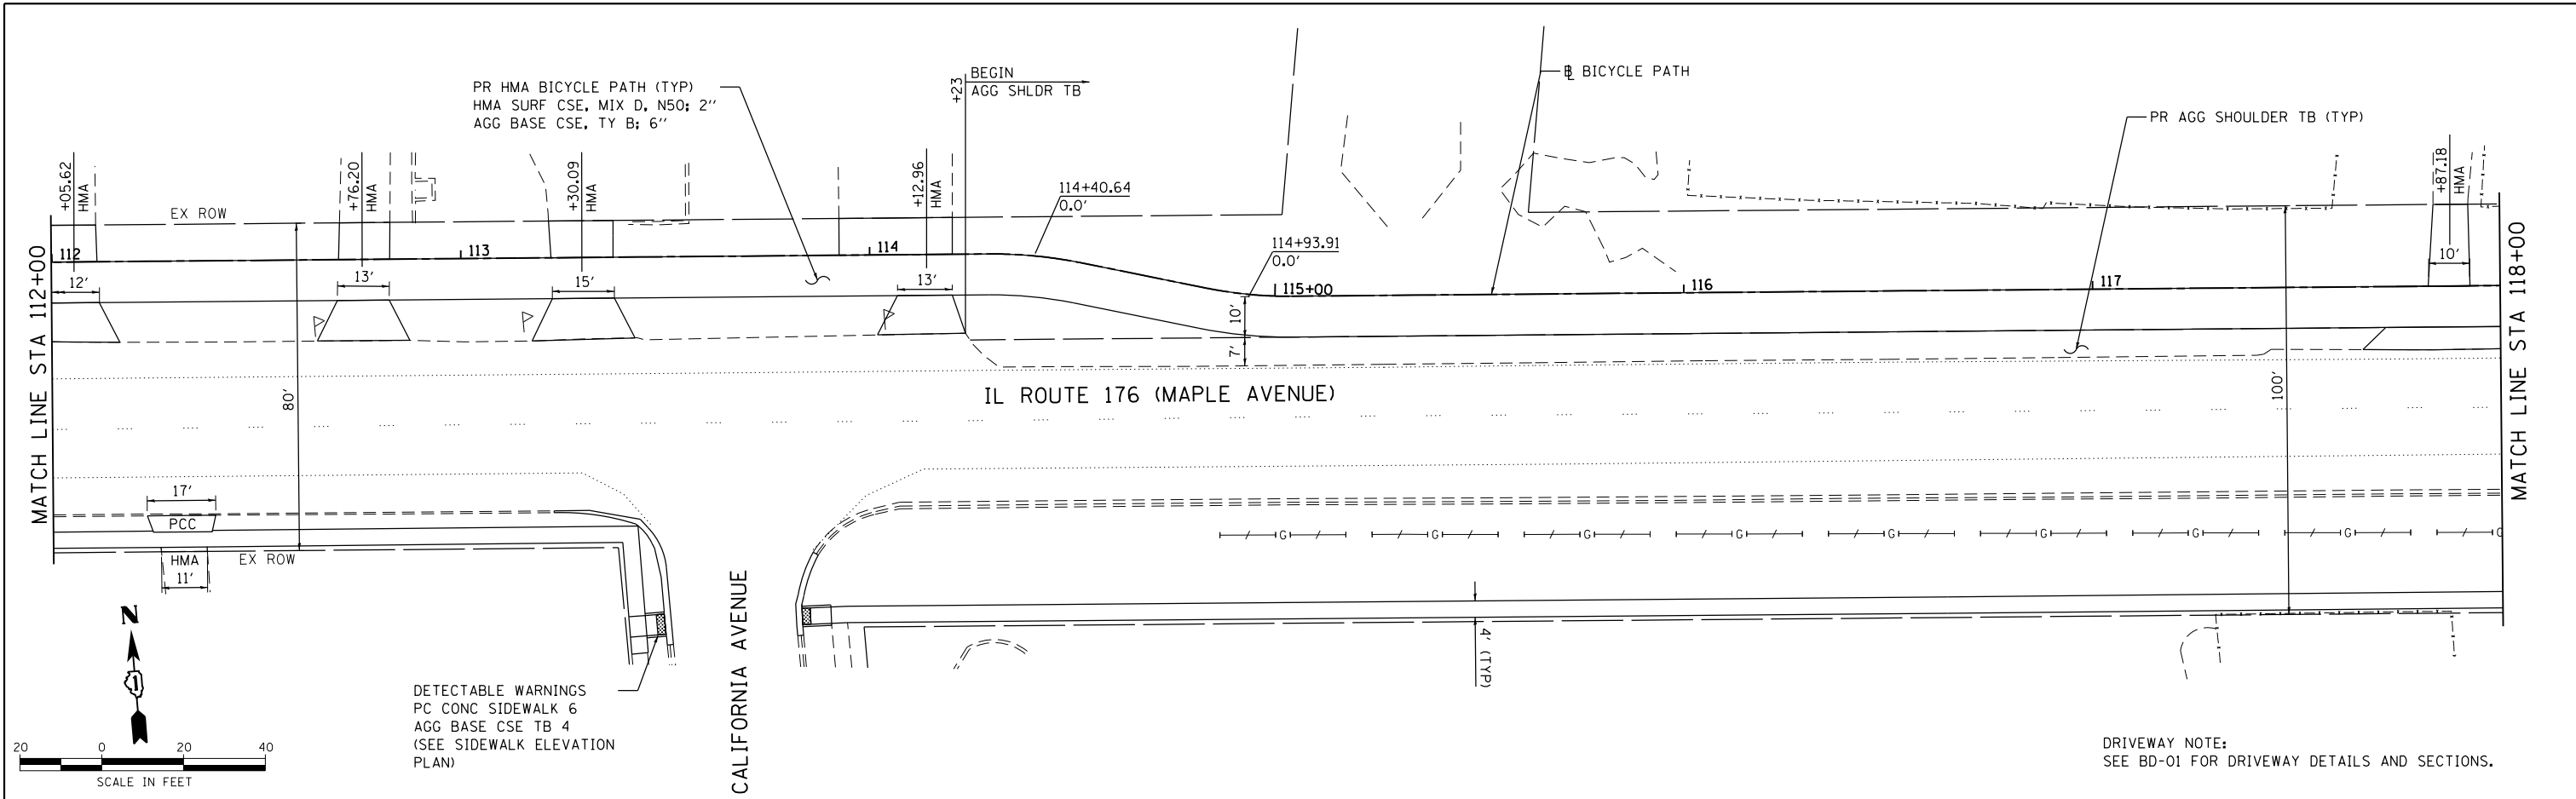 PR HMA BICYCLE PATH (TYP)
HMA SURF CSE, MIX D, N50; 2''
AGG BASE CSE, TY B; 6''
+23
BEGIN
AGG SHLDR TB
℄ BICYCLE PATH
PR AGG SHOULDER TB (TYP)
+05.62
HMA
+76.20
HMA
+30.09
HMA
+12.96
HMA
+87.18
HMA
EX ROW
114+40.64
0.0'
114+93.91
0.0'
112
113
114
115+00
116
117
12'
13'
15'
13'
10'
10'
7'
MATCH LINE STA 112+00
MATCH LINE STA 118+00
80'
100'
IL ROUTE 176 (MAPLE AVENUE)
17'
PCC
HMA
11'
EX ROW
G
G
G
G
G
G
G
G
G
4' (TYP)
CALIFORNIA AVENUE
N
1
20
0
20
40
SCALE IN FEET
DETECTABLE WARNINGS
PC CONC SIDEWALK 6
AGG BASE CSE TB 4
(SEE SIDEWALK ELEVATION
PLAN)
DRIVEWAY NOTE:
SEE BD-01 FOR DRIVEWAY DETAILS AND SECTIONS.